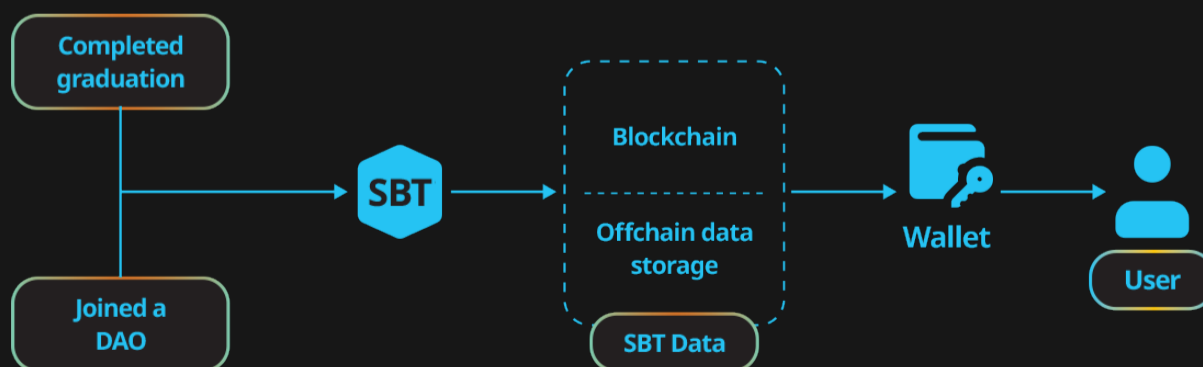 Completed
graduation
SBT
Blockchain
Offchain data
storage
SBT Data
Wallet
User
Joined a
DAO